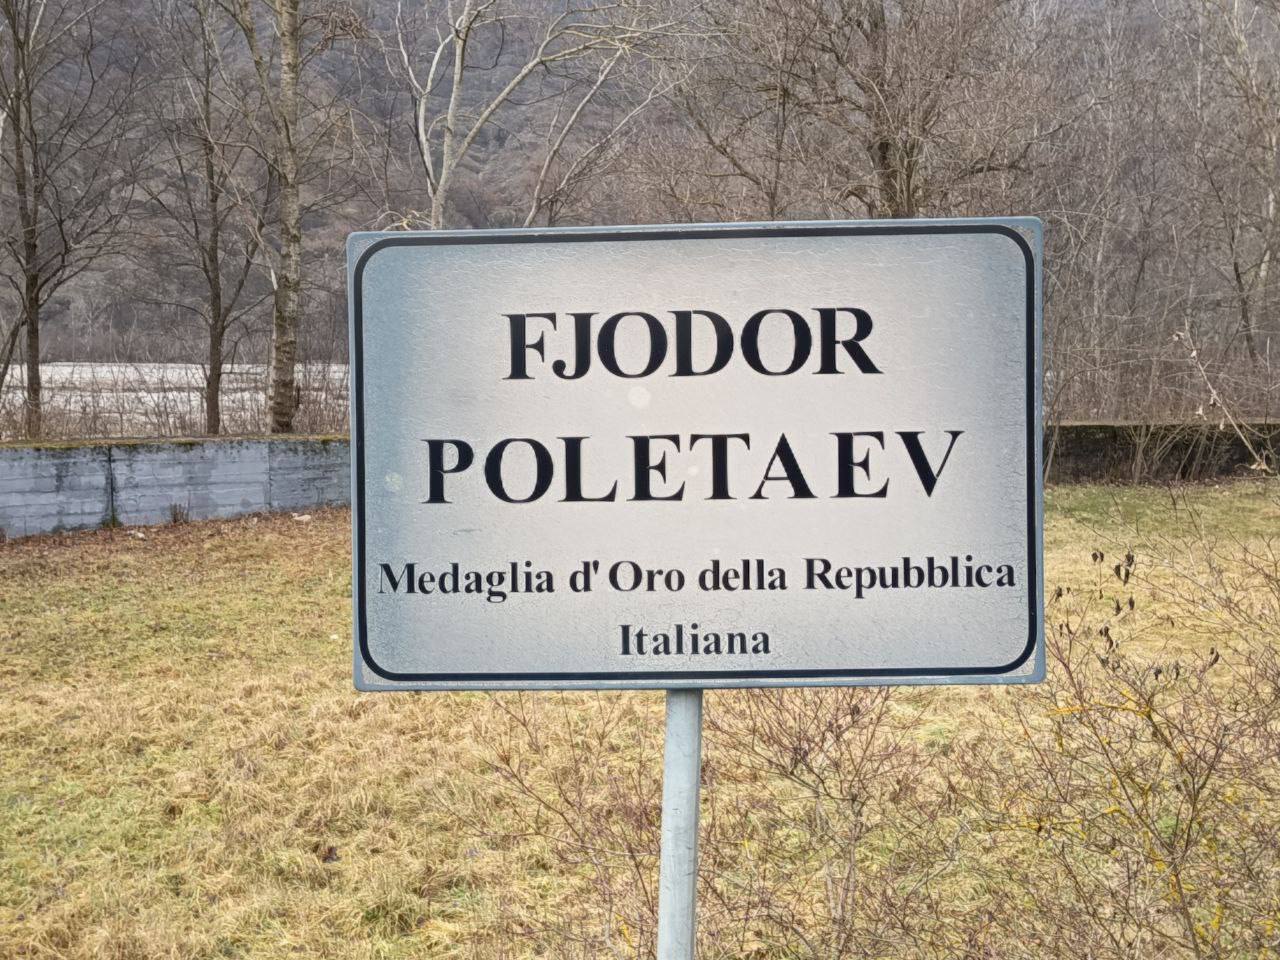 FJODOR
POLETAEV
Medaglia d' Oro della Repubblica
Italiana